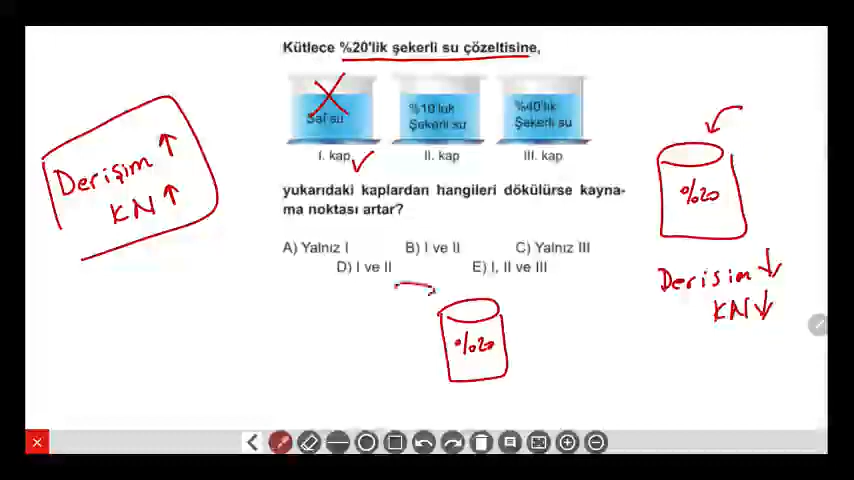 Kütlece %20'lik şekerli su çözeltisine,
Saf su
%10'luk
Şekerli su
%40'lik
Şekerli su
I. kap
II. kap
III. kap
yukarıdaki kaplardan hangileri dökülürse kayna-
ma noktası artar?
A) Yalnız I B) I ve II C) Yalnız III
D) I ve II E) I, II ve III
Derişim ↑
KN ↑
%20
Derisim ↓
KN ↓
%20